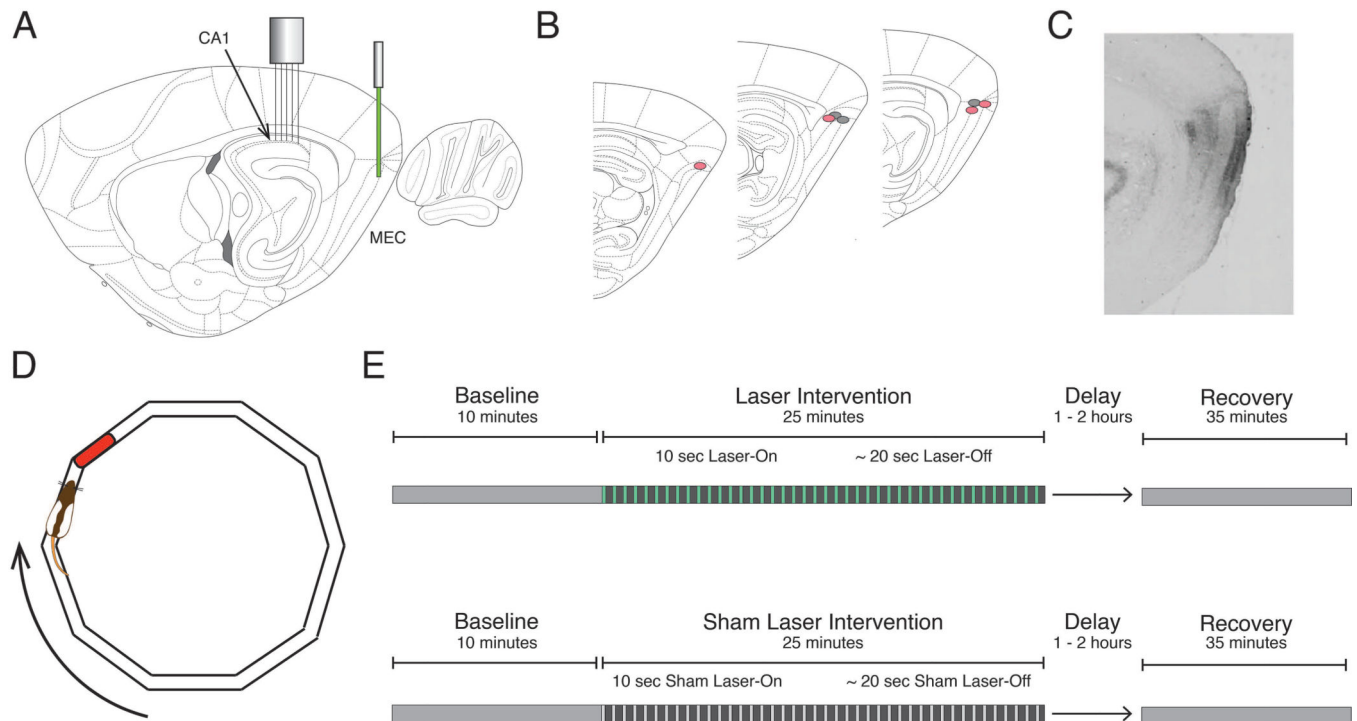 A
CA1
MEC
B
C
D
E
Baseline
10 minutes
Laser Intervention
25 minutes
Delay
1 - 2 hours
Recovery
35 minutes
10 sec Laser-On
~ 20 sec Laser-Off
Baseline
10 minutes
Sham Laser Intervention
25 minutes
Delay
1 - 2 hours
Recovery
35 minutes
10 sec Sham Laser-On
~ 20 sec Sham Laser-Off